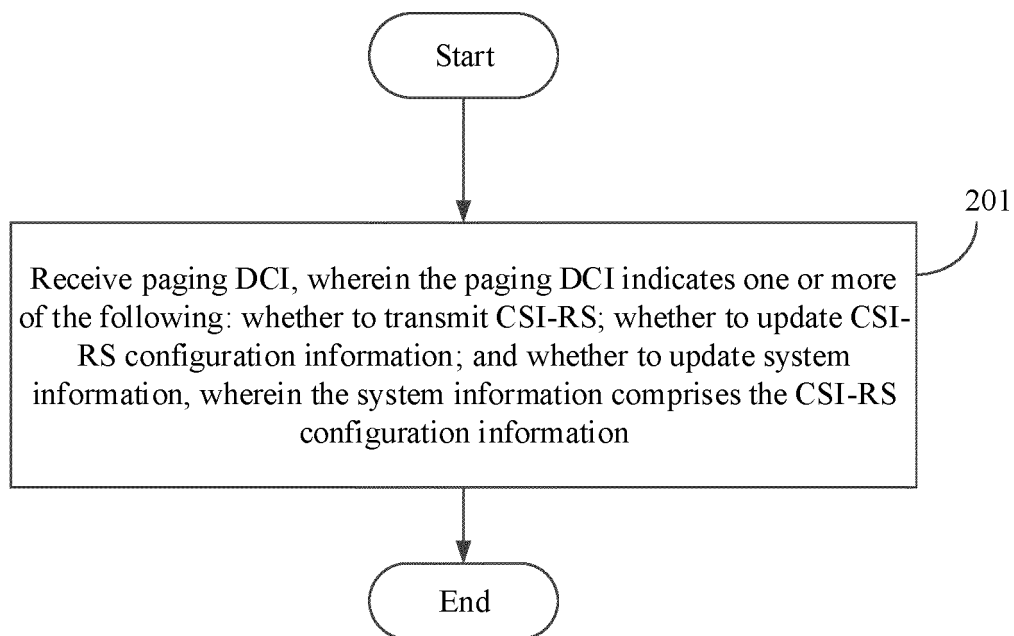 Start
201
Receive paging DCI, wherein the paging DCI indicates one or more
of the following: whether to transmit CSI-RS; whether to update CSI-
RS configuration information; and whether to update system
information, wherein the system information comprises the CSI-RS
configuration information
End